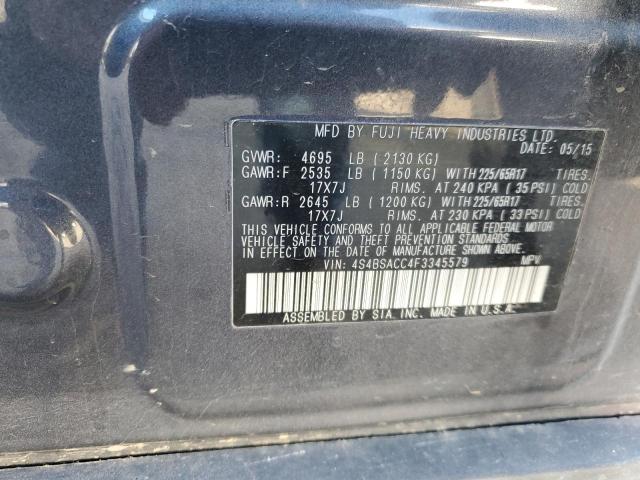 MFD BY FUJI HEAVY INDUSTRIES LTD.
DATE: 05/15
GVWR: 4695 LB (2130 KG)
GAWR:F 2535 LB (1150 KG) WITH 225/65R17 TIRES.
17X7J RIMS. AT 240 KPA (35 PSI) COLD
GAWR:R 2645 LB (1200 KG) WITH 225/65R17 TIRES.
17X7J RIMS. AT 230 KPA (33 PSI) COLD
THIS VEHICLE CONFORMS TO ALL APPLICABLE FEDERAL MOTOR
VEHICLE SAFETY AND THEFT PREVENTION STANDARDS
IN EFFECT ON THE DATE OF MANUFACTURE SHOWN ABOVE.
VIN: 4S4BSACC4F3345579 MPV
ASSEMBLED BY SIA INC. MADE IN U.S.A.